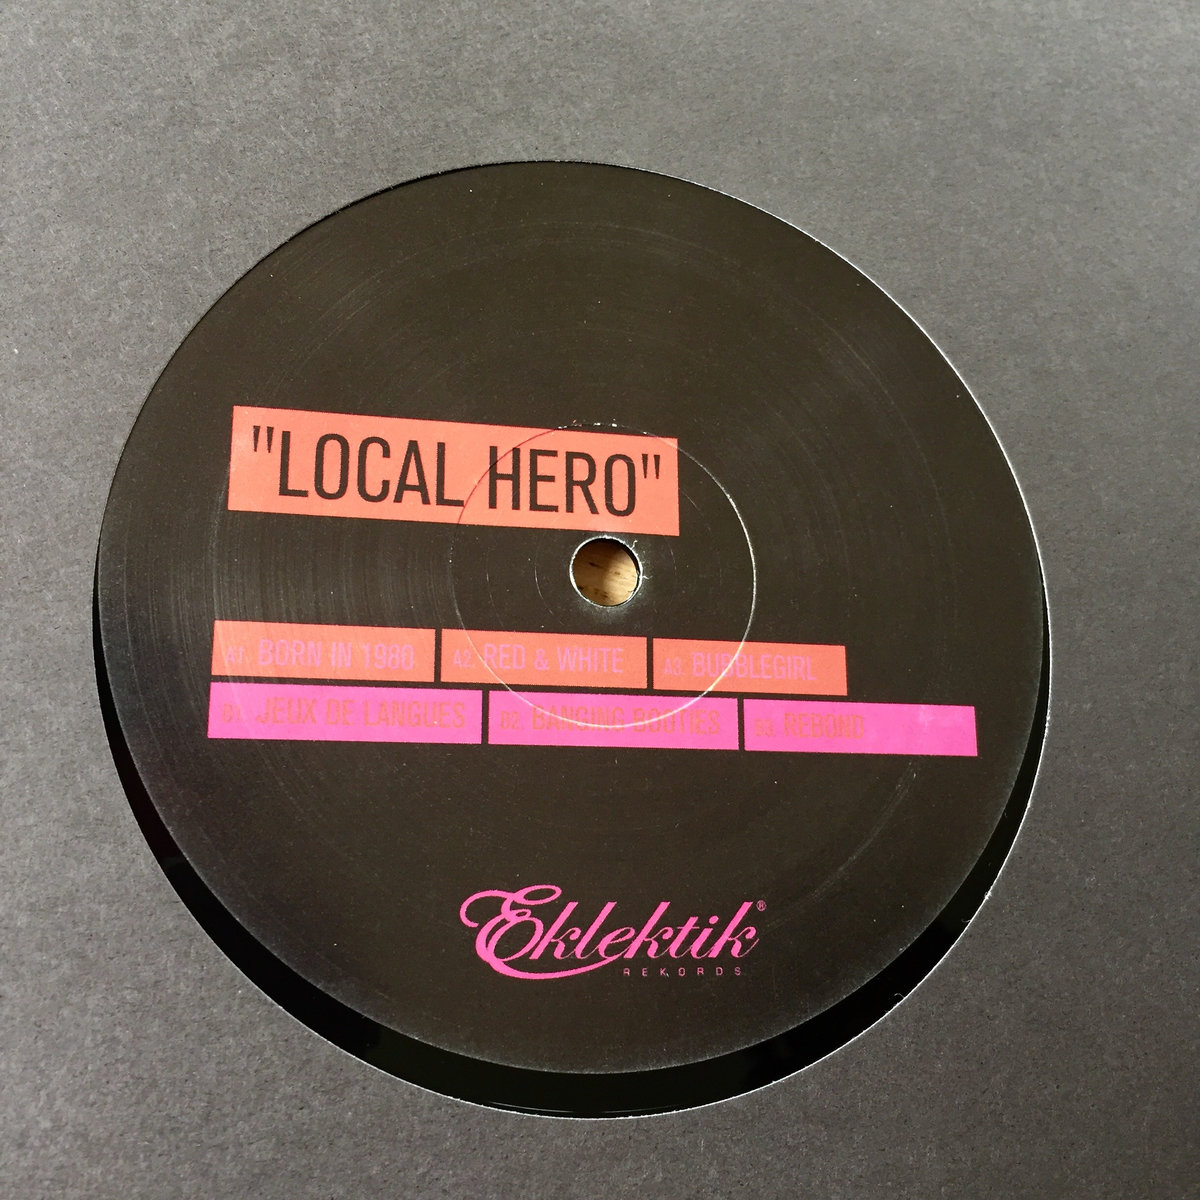 "LOCAL HERO"
A1. BORN IN 1980 A2. RED & WHITE A3. BUBBLEGIRL
B1. JEUX DE LANGUES B2. BANGING BOOTIES B3. REBOND
Eklektik®
REKORDS